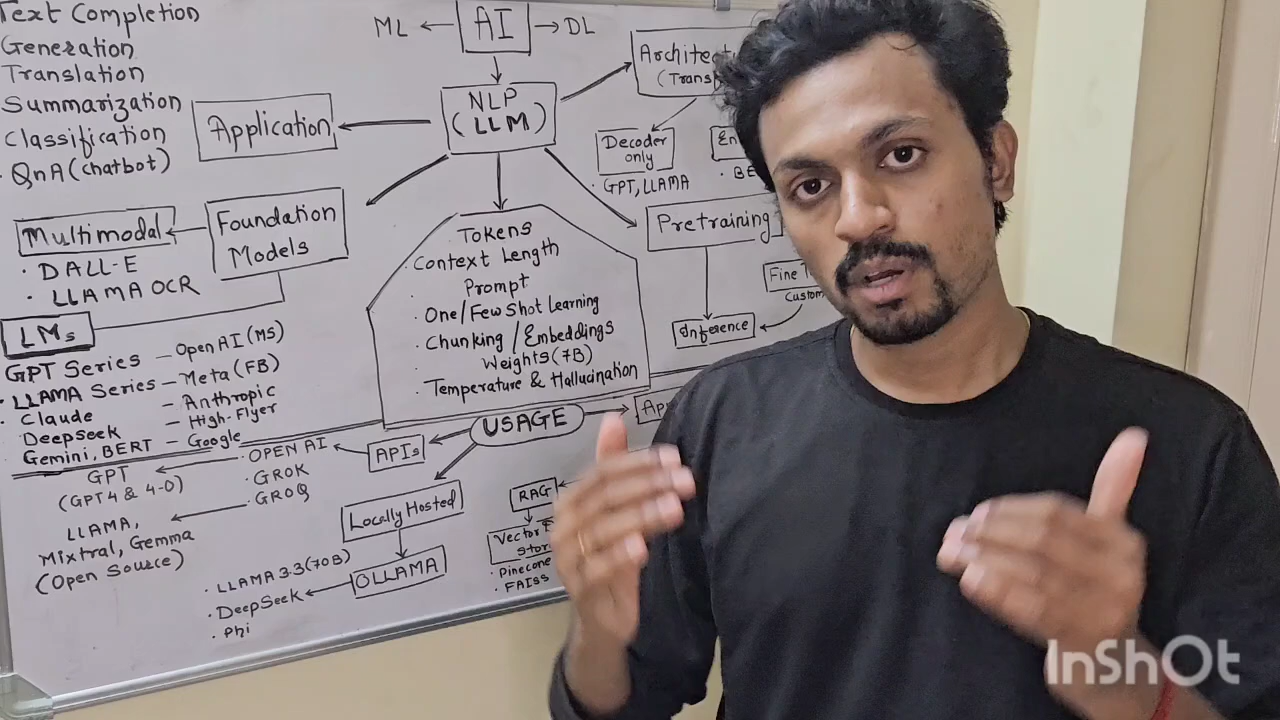 Text Completion
Generation
Translation
Summarization
Classification
· QnA (chatbot)
ML ← AI → DL
NLP
(LLM)
Application
Decoder
only
· GPT, LLAMA
Foundation
Models
Multimodal
· DALL-E
· LLAMA OCR
LMs
GPT Series – Open AI (MS)
· LLAMA Series – Meta (FB)
· Claude – Anthropic
Deepseek – High-Flyer
Gemini, BERT – Google
Tokens
· Context Length
Prompt
· One/Few Shot Learning
· Chunking / Embeddings
Weights (7B)
· Temperature & Hallucination
Pretraining
Inference
USAGE
APIs
· OPEN AI
· GROK
· GROQ
GPT
(GPT 4 & 4-O)
LLAMA,
Mixtral, Gemma
(Open Source)
Locally Hosted
OLLAMA
· LLAMA 3.3 (70B)
· DeepSeek
· Phi
RAG
Vector
· Pinecone
· FAISS
InShOt